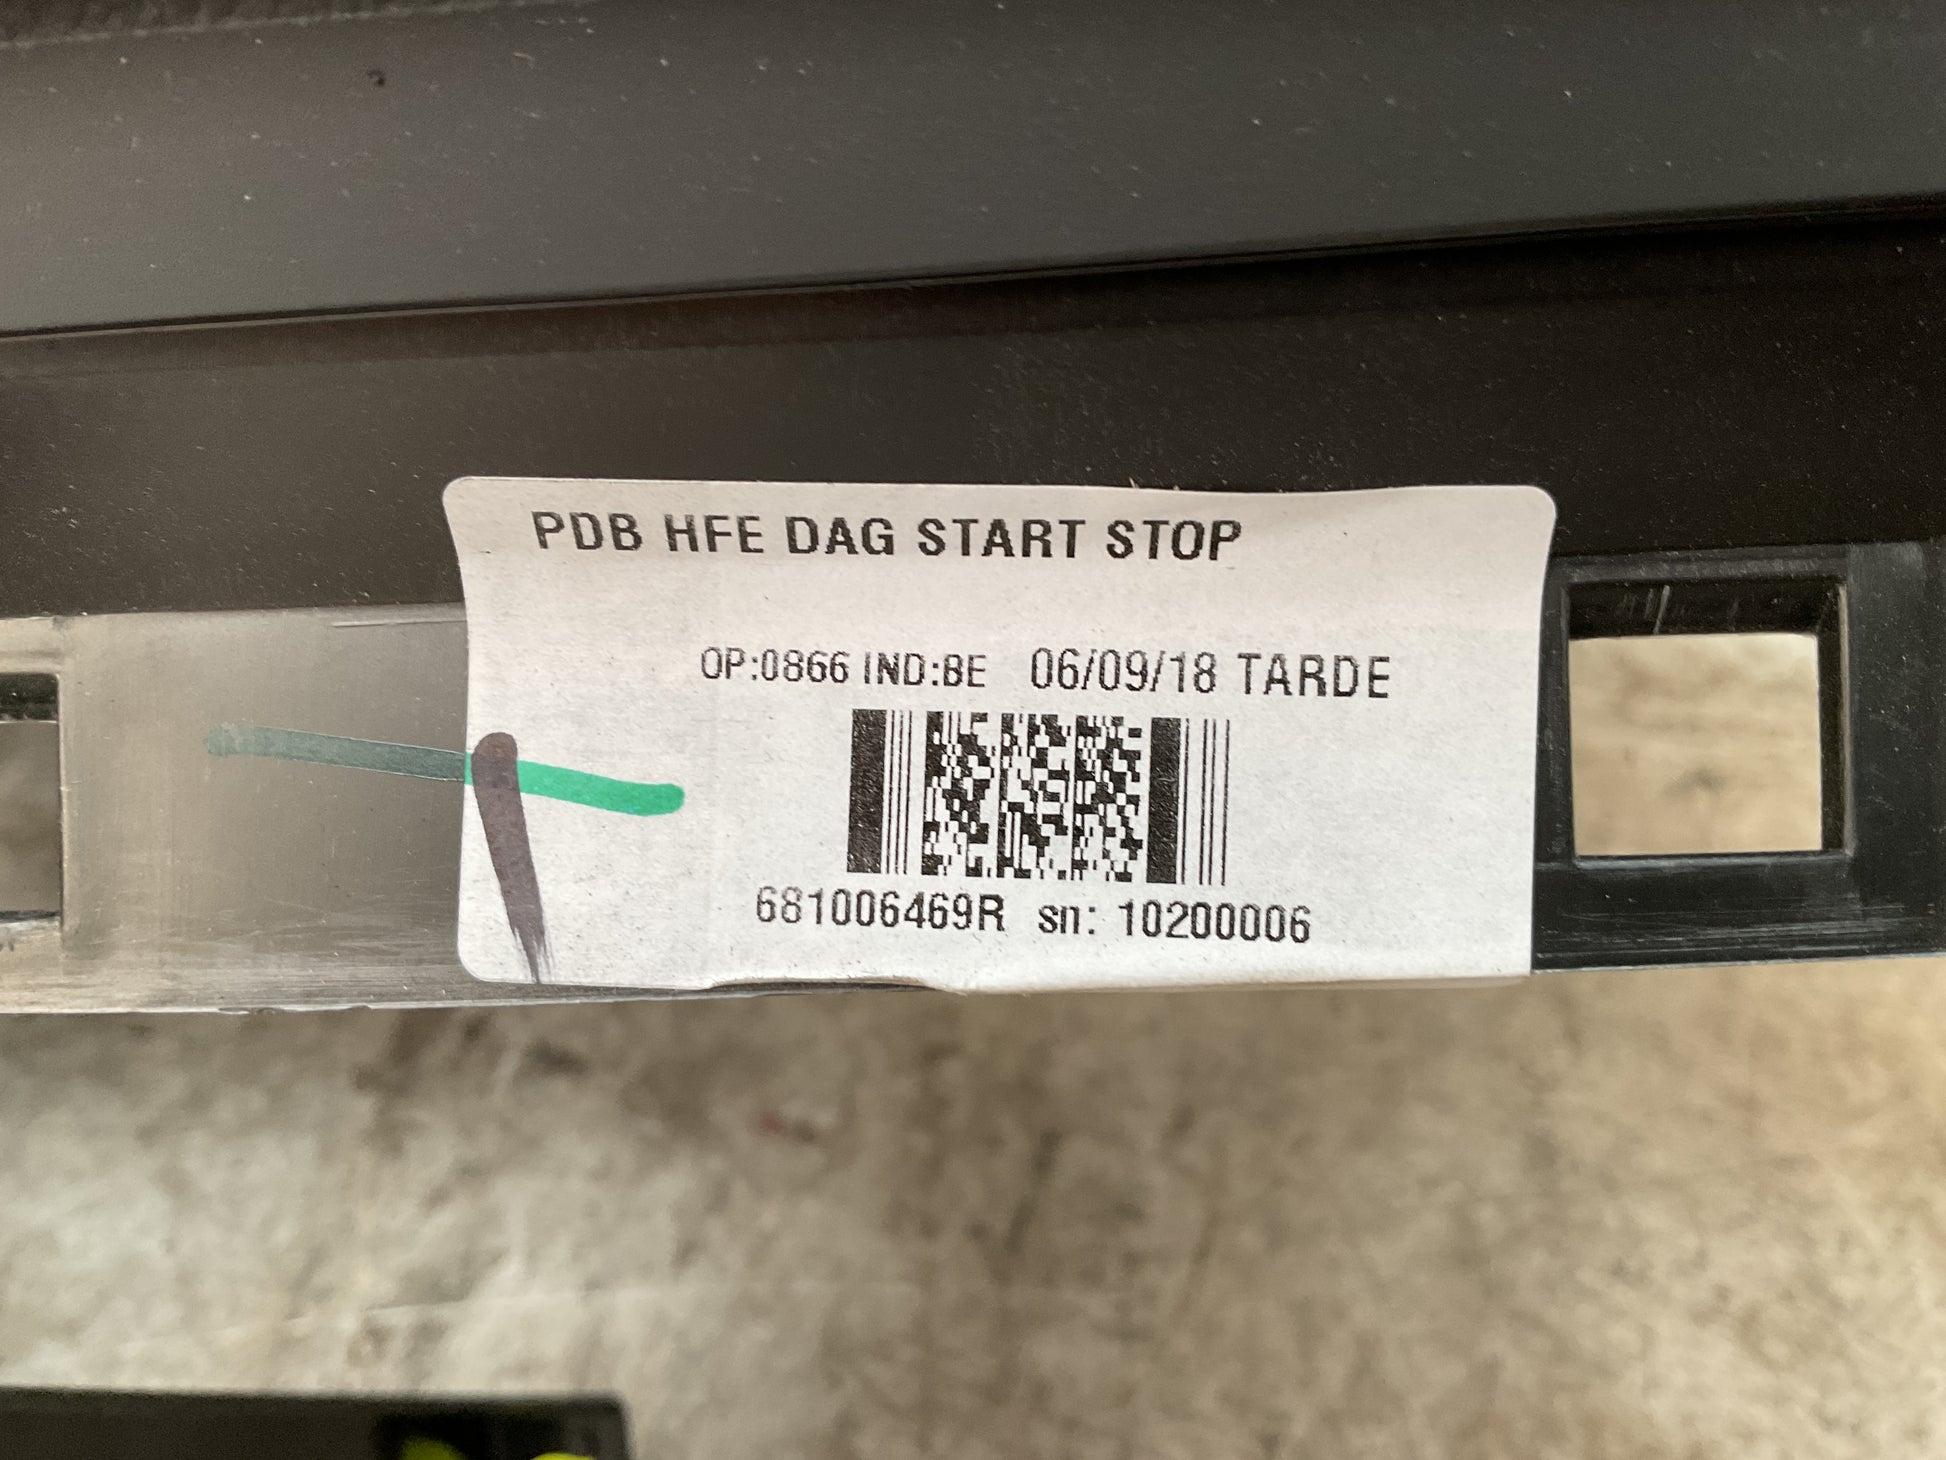 PDB HFE DAG START STOP
OP:0866 IND:BE 06/09/18 TARDE
681006469R sn: 10200006